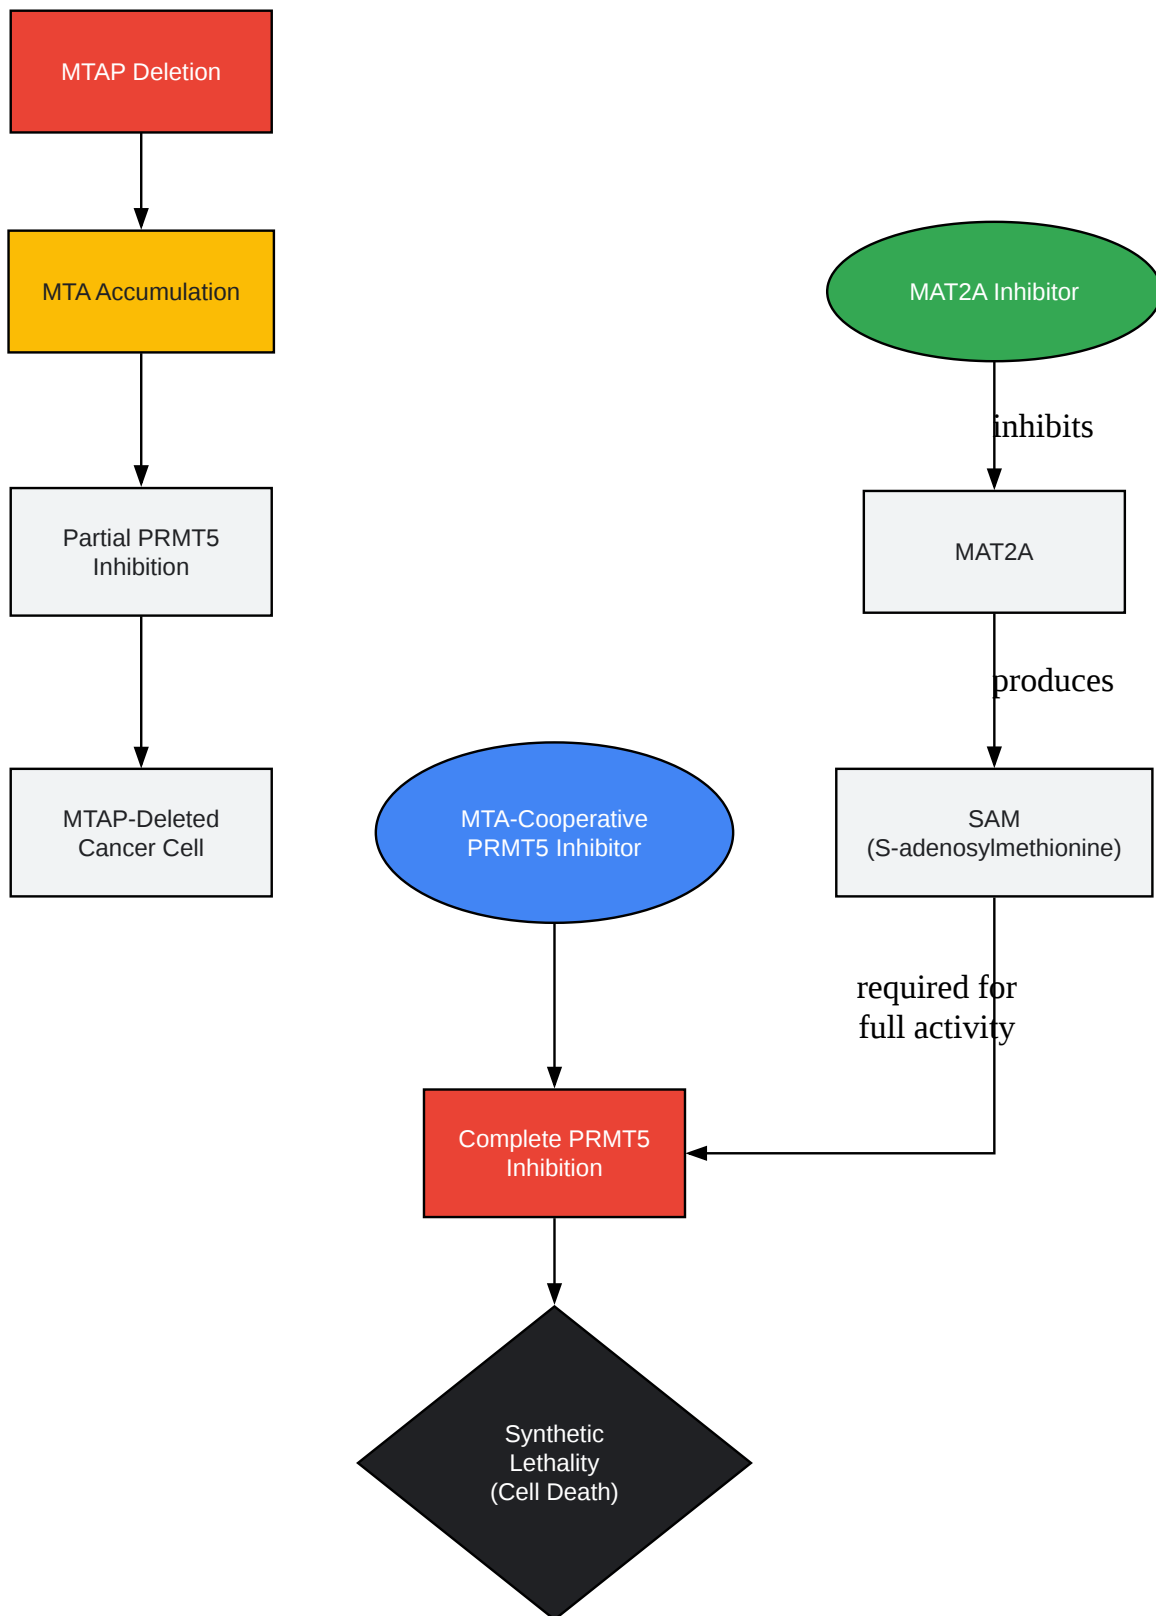 MTAP Deletion
MTA Accumulation
MAT2A Inhibitor
inhibits
Partial PRMT5
Inhibition
MAT2A
produces
MTAP-Deleted
Cancer Cell
MTA-Cooperative
PRMT5 Inhibitor
SAM
(S-adenosylmethionine)
required for
full activity
Complete PRMT5
Inhibition
Synthetic
Lethality
(Cell Death)